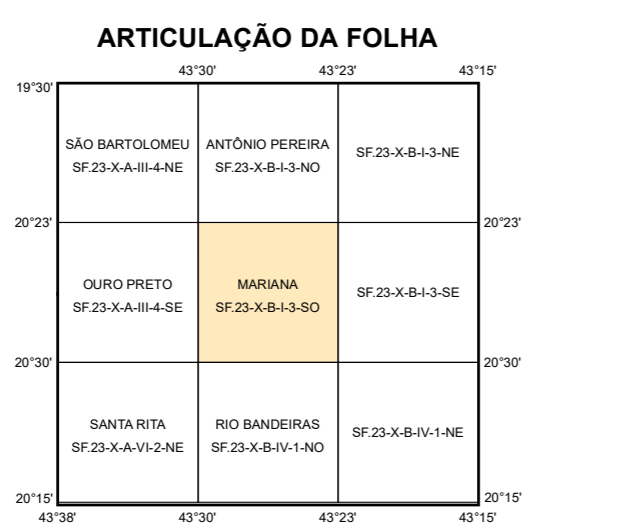 ARTICULAÇÃO DA FOLHA
43°30' 43°23' 43°15'
19°30'
SÃO BARTOLOMEU
SF.23-X-A-III-4-NE
ANTÔNIO PEREIRA
SF.23-X-B-I-3-NO
SF.23-X-B-I-3-NE
20°23' 20°23'
OURO PRETO
SF.23-X-A-III-4-SE
MARIANA
SF.23-X-B-I-3-SO
SF.23-X-B-I-3-SE
20°30' 20°30'
SANTA RITA
SF.23-X-A-VI-2-NE
RIO BANDEIRAS
SF.23-X-B-IV-1-NO
SF.23-X-B-IV-1-NE
20°15' 20°15'
43°38' 43°30' 43°23' 43°15'